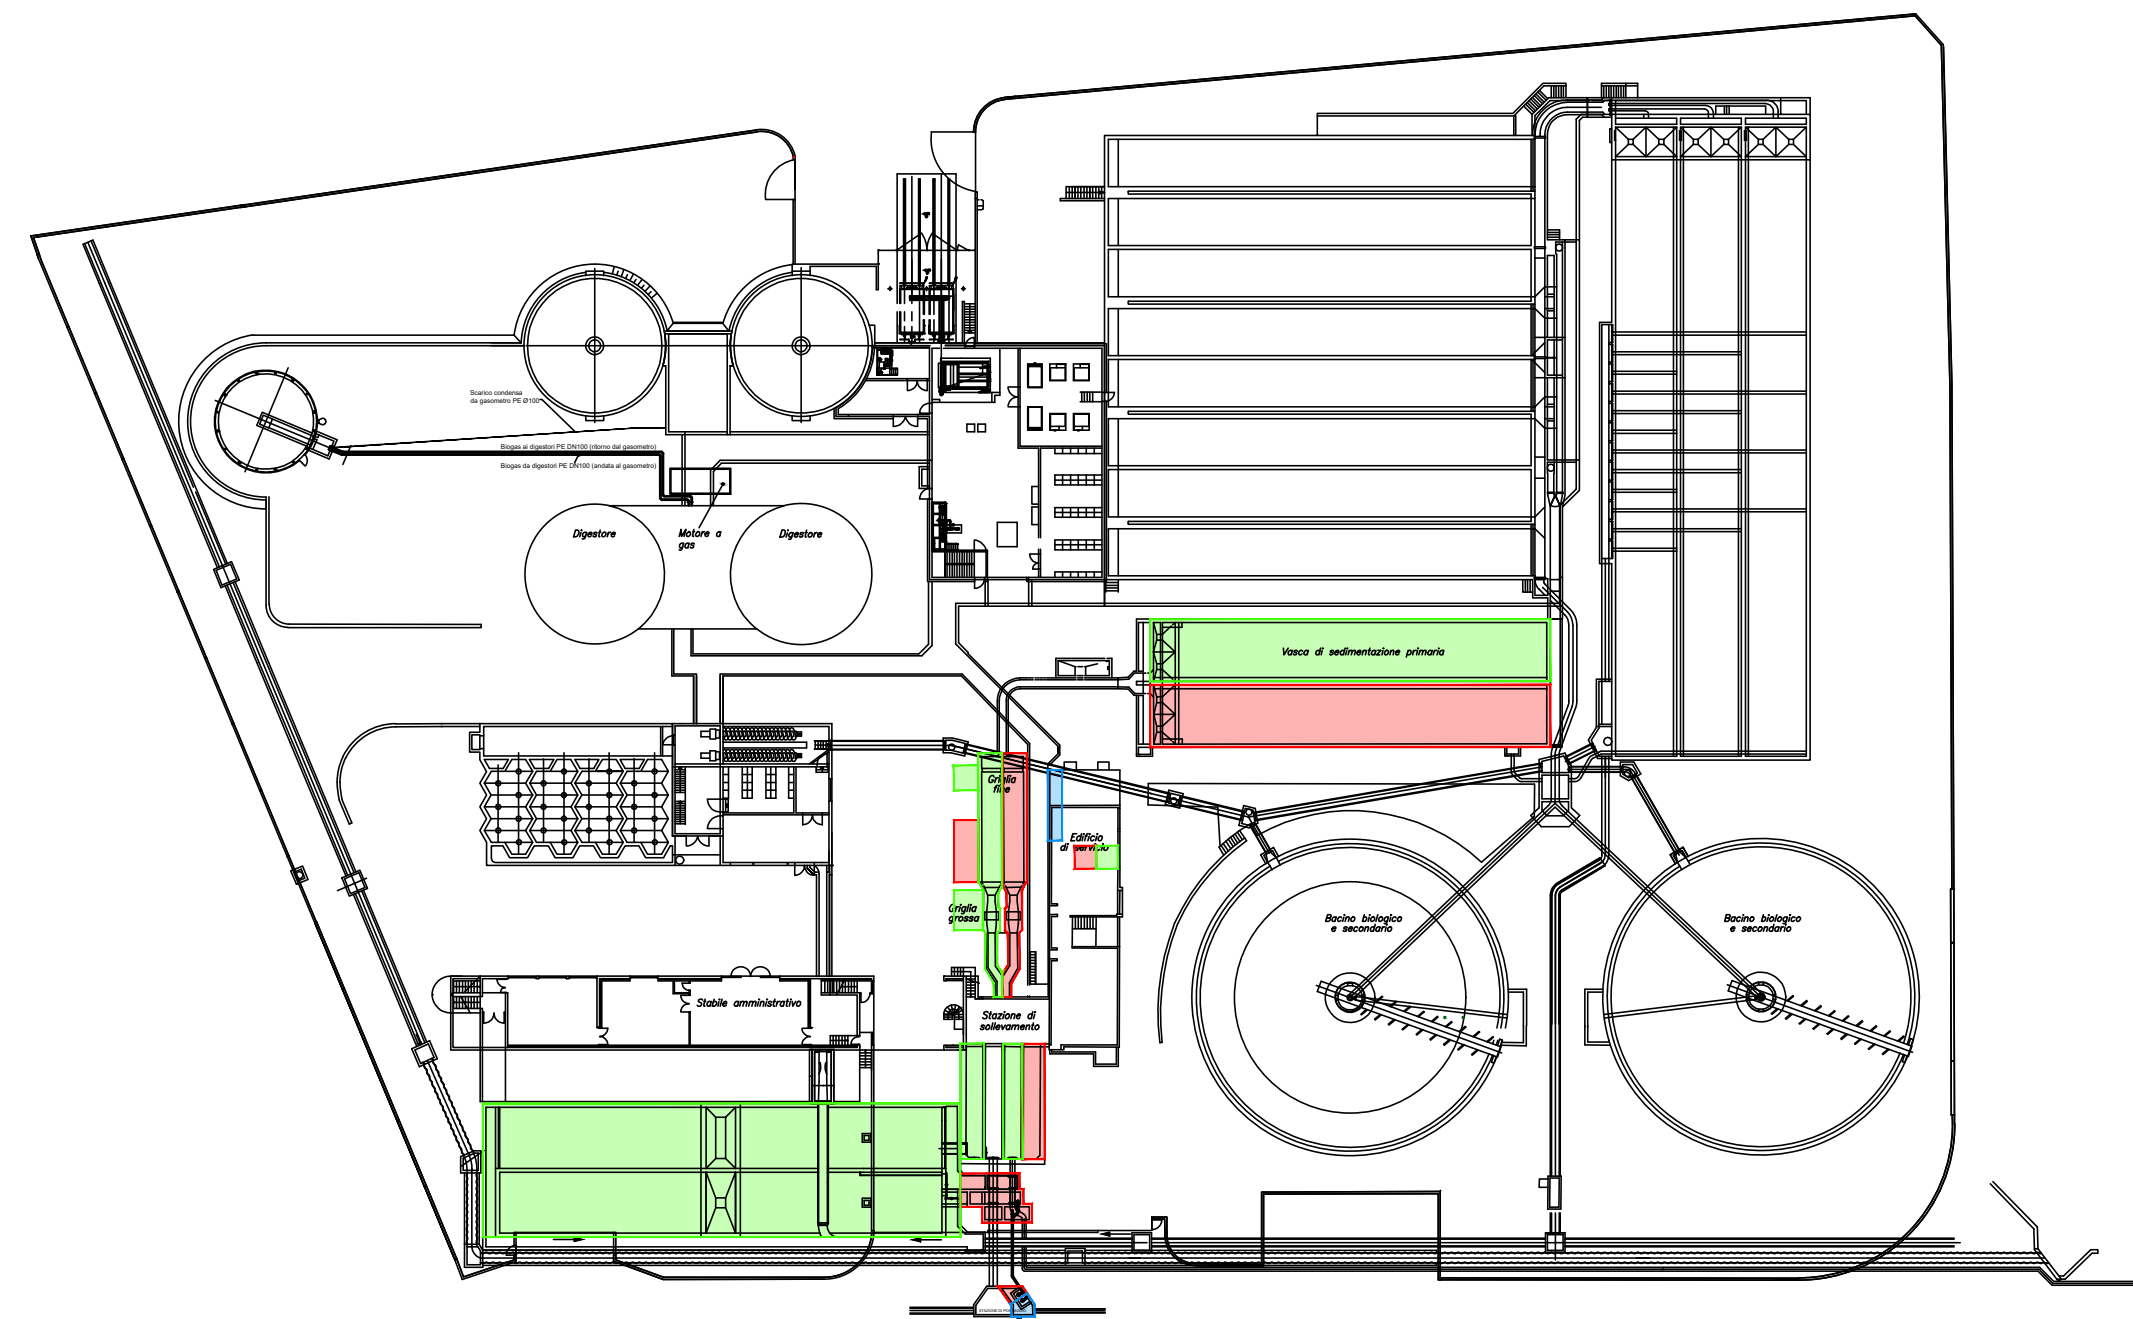 Scarico condensa
da gasometro PE Ø100
Biogas ai digestori PE DN100 (ritorno dal gasometro)
Biogas da digestori PE DN100 (andata al gasometro)
Digestore
Motore a
gas
Digestore
Vasca di sedimentazione primaria
Griglia
fine
Edificio
di servizio
Griglia
grossa
Bacino biologico
e secondario
Bacino biologico
e secondario
Stabile amministrativo
Stazione di
sollevamento
STAZIONE DI